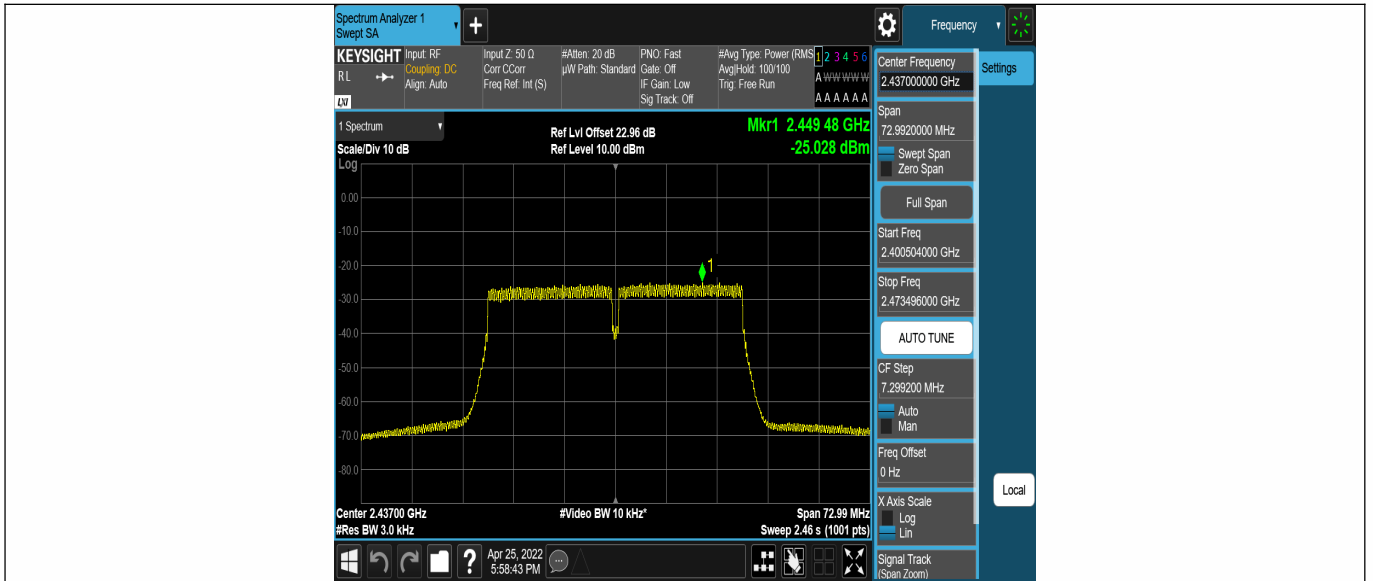 Spectrum Analyzer 1
Swept SA
+
Frequency
KEYSIGHT
R L
LXI
Input: RF
Coupling: DC
Align: Auto
Input Z: 50 Ω
Corr CCorr
Freq Ref: Int (S)
#Atten: 20 dB
µW Path: Standard
PNO: Fast
Gate: Off
IF Gain: Low
Sig Track: Off
#Avg Type: Power (RMS
Avg|Hold: 100/100
Trig: Free Run
1 2 3 4 5 6
A W W W W W
A A A A A A
1 Spectrum
Scale/Div 10 dB
Log
Ref Lvl Offset 22.96 dB
Ref Level 10.00 dBm
Mkr1 2.449 48 GHz
-25.028 dBm
0.00
-10.0
-20.0
-30.0
-40.0
-50.0
-60.0
-70.0
-80.0
1
Center 2.43700 GHz
#Res BW 3.0 kHz
#Video BW 10 kHz*
Span 72.99 MHz
Sweep 2.46 s (1001 pts)
Center Frequency
2.437000000 GHz
Settings
Span
72.9920000 MHz
Swept Span
Zero Span
Full Span
Start Freq
2.400504000 GHz
Stop Freq
2.473496000 GHz
AUTO TUNE
CF Step
7.299200 MHz
Auto
Man
Freq Offset
0 Hz
X Axis Scale
Log
Lin
Local
Signal Track
(Span Zoom)
?
Apr 25, 2022
5:58:43 PM